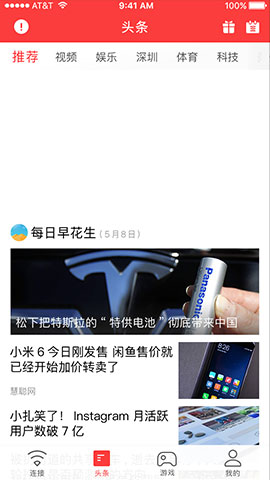 AT&T 9:41 AM 100%
头条
推荐 视频 娱乐 深圳 体育 科技
每日早花生 (5月8日)
Panasonic
松下把特斯拉的“特供电池”彻底带来中国
小米 6 今日刚发售 闲鱼售价就
已经开始加价转卖了
慧聪网
小扎笑了！ Instagram 月活跃
用户数破 7 亿
连接 头条 游戏 我的